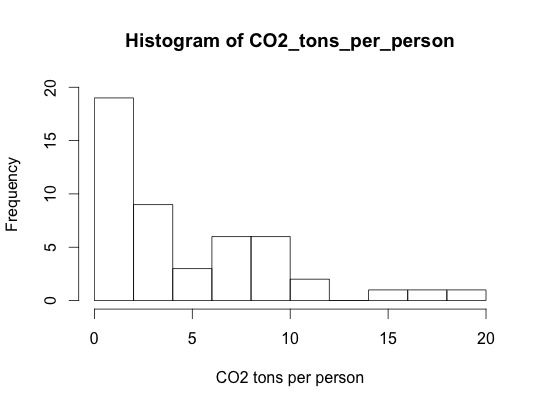 Histogram of CO2_tons_per_person
Frequency
20
15
10
5
0
0 5 10 15 20
CO2 tons per person